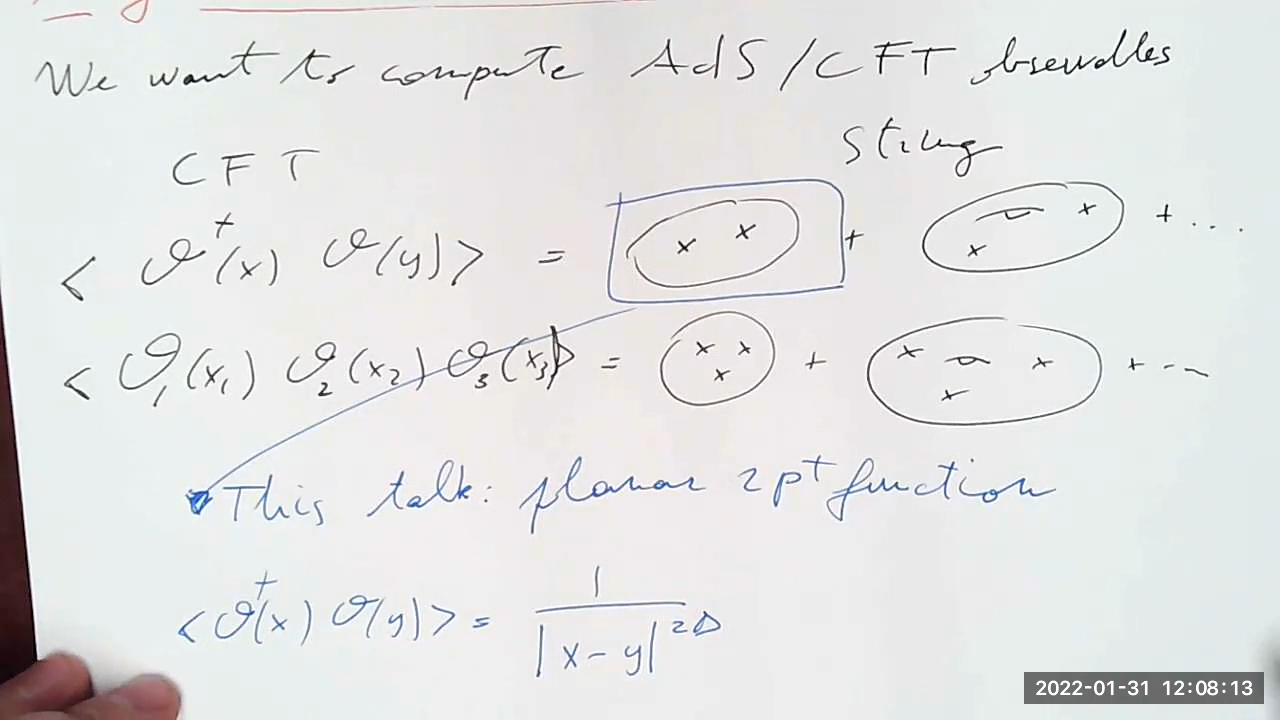 We want to compute AdS/CFT observables
CFT String
< O†(x) O(y) > = x x + x x + ...
< O₁(x₁) O₂(x₂) O₃(x₃) > = x x x + x x x + ...
This talk: planar 2pt function
< O†(x) O(y) > = 1 / |x-y|^{2Δ}
2022-01-31 12:08:13